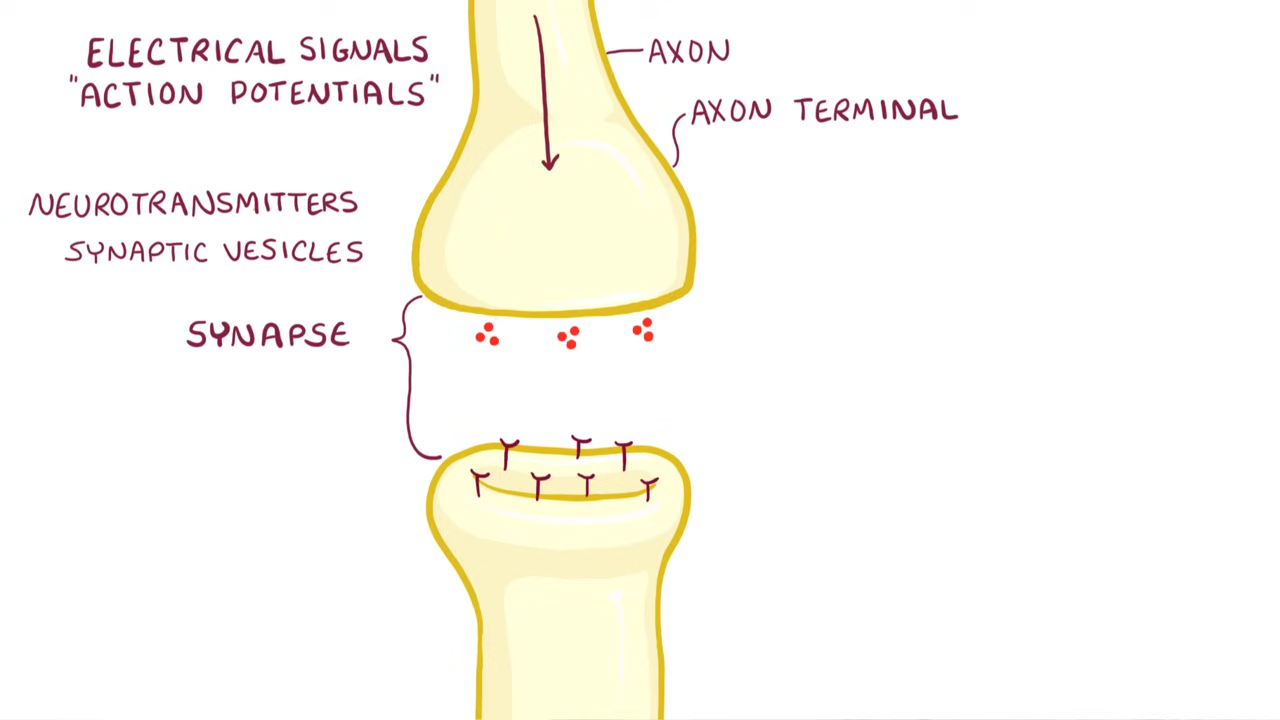 ELECTRICAL SIGNALS
"ACTION POTENTIALS"
AXON
AXON TERMINAL
NEUROTRANSMITTERS
SYNAPTIC VESICLES
SYNAPSE